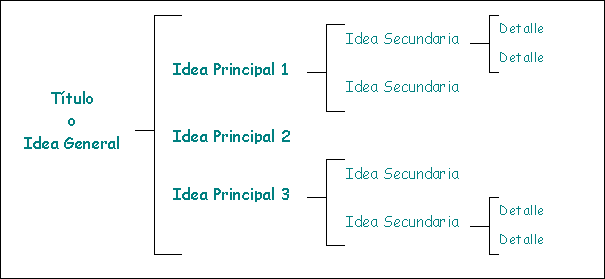 Título
o
Idea General
Idea Principal 1
Idea Secundaria
Detalle
Detalle
Idea Secundaria
Idea Principal 2
Idea Principal 3
Idea Secundaria
Idea Secundaria
Detalle
Detalle